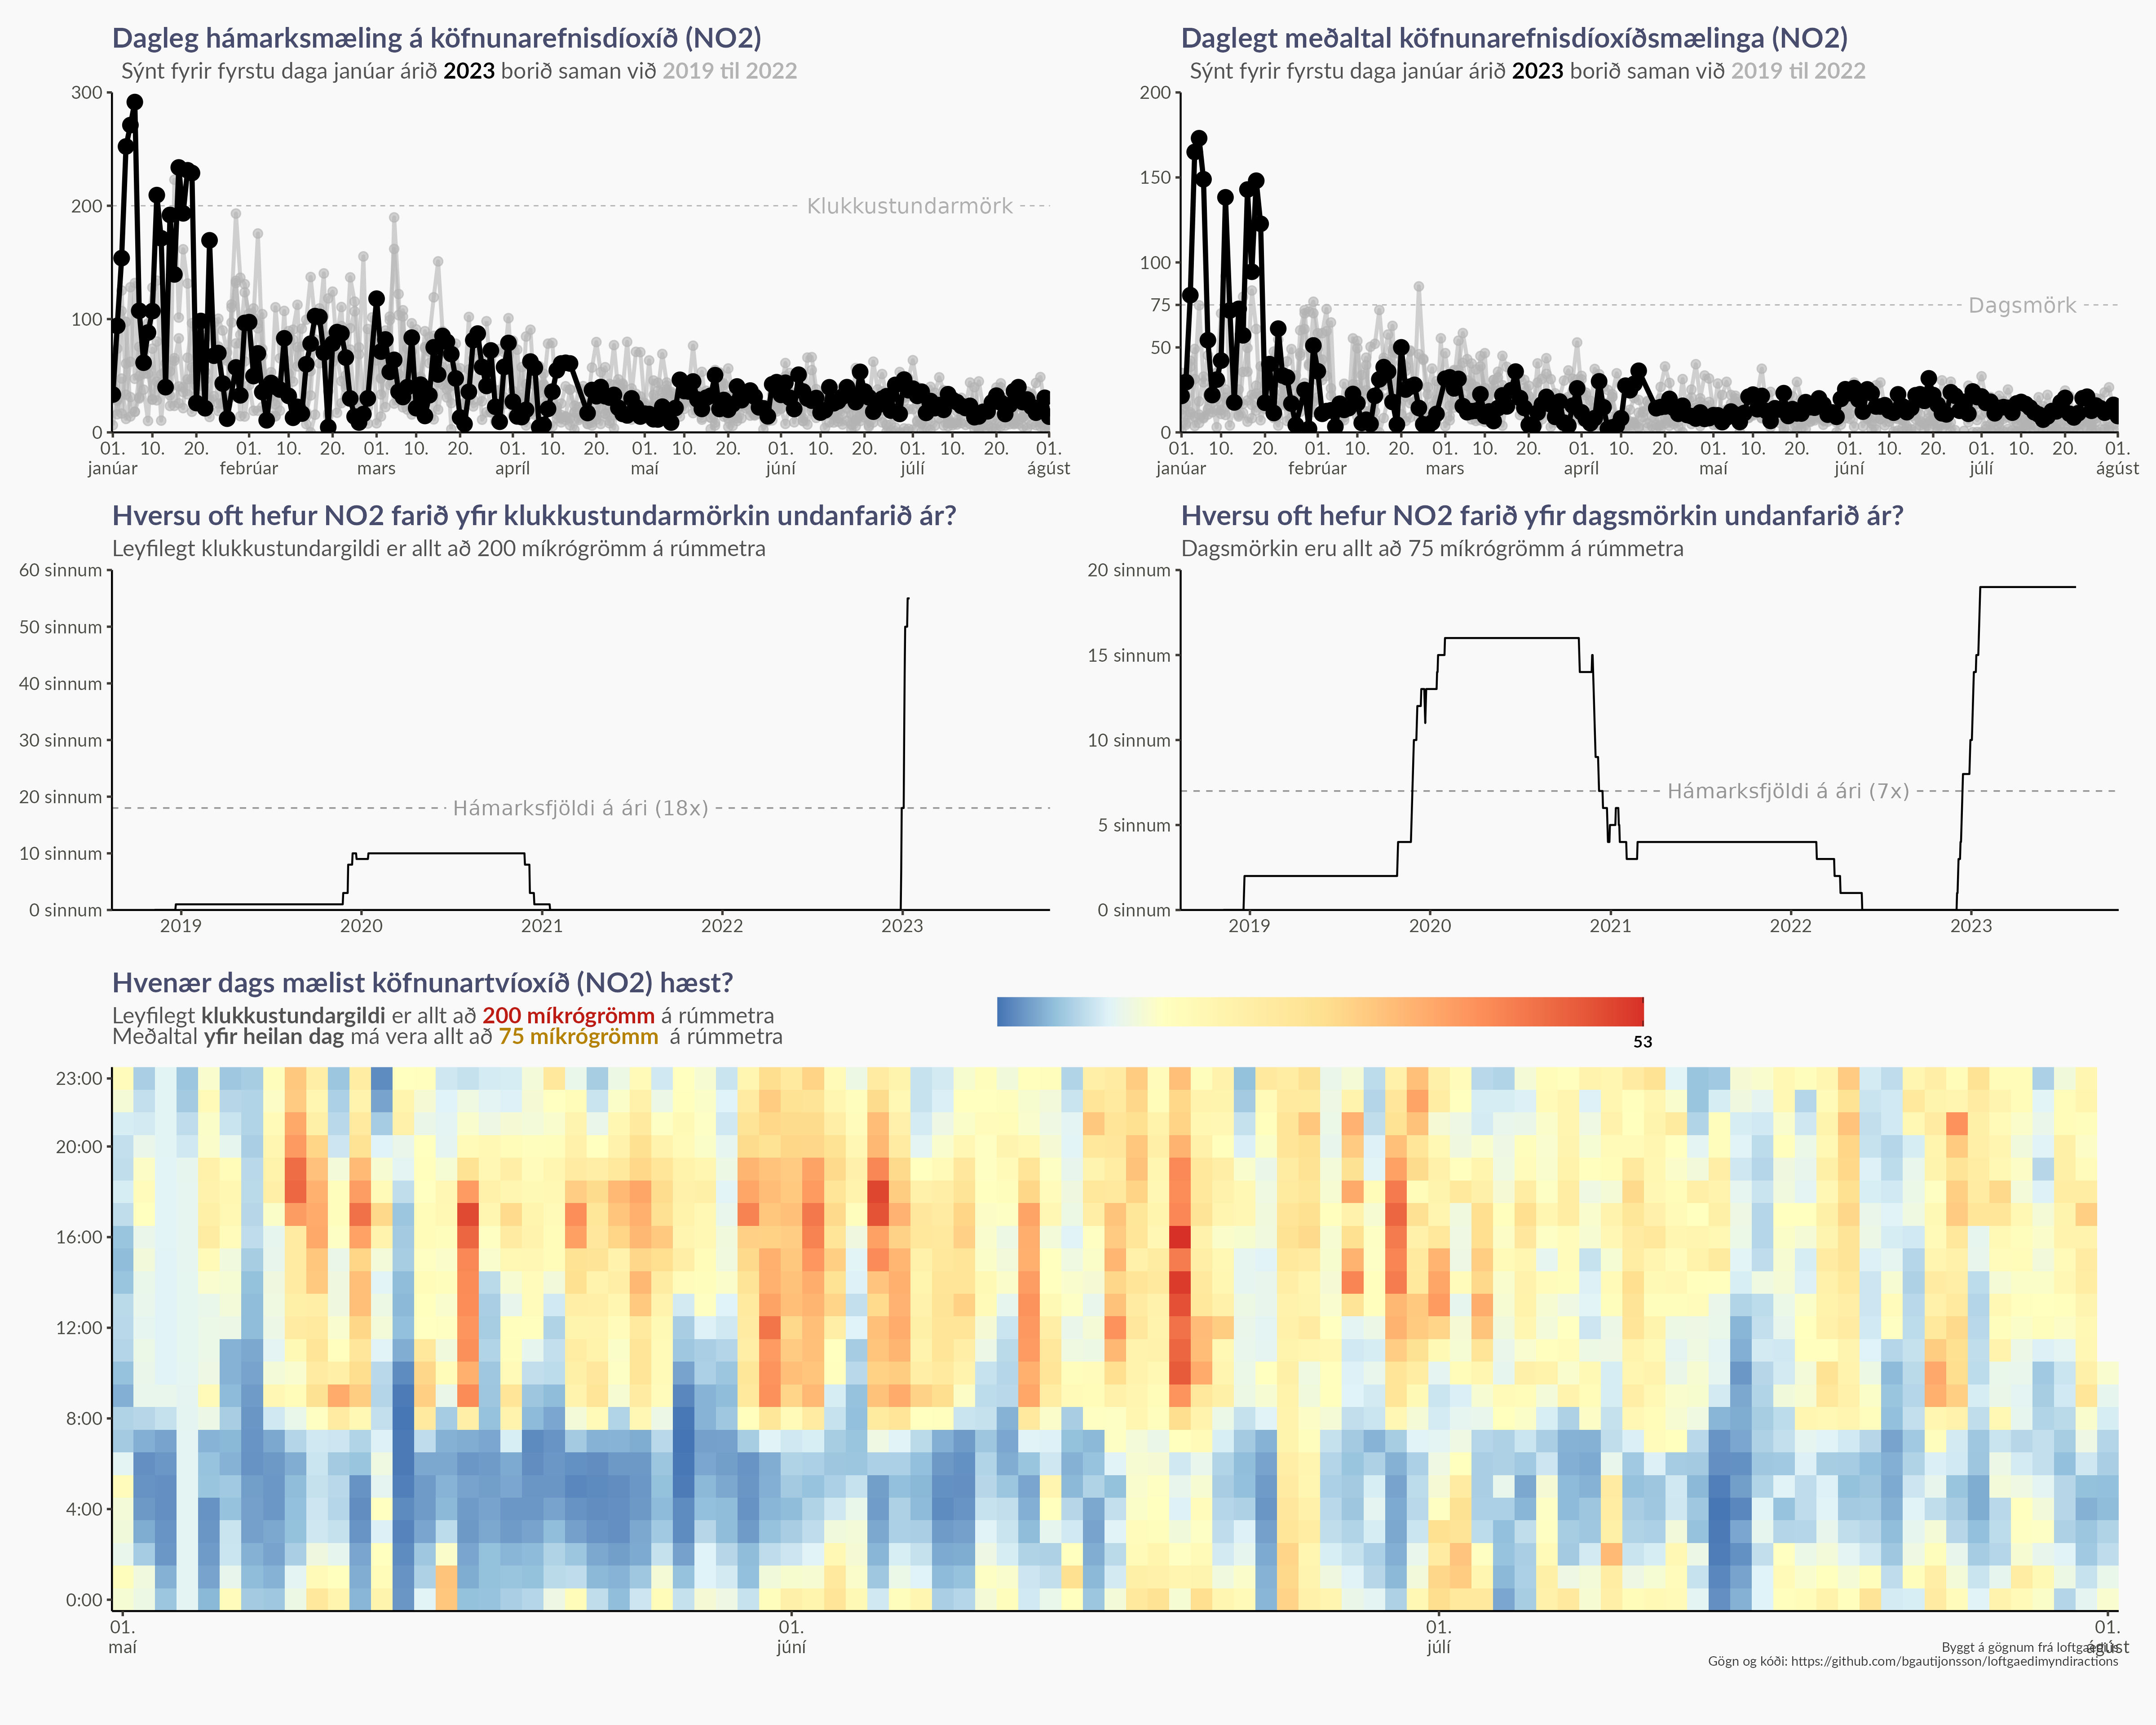 Dagleg hámarksmæling á köfnunarefnisdíoxíð (NO2)
Sýnt fyrir fyrstu daga janúar árið 2023 borið saman við 2019 til 2022
300
200
100
0
Klukkustundarmörk
01. 10. 20. 01. 10. 20. 01. 10. 20. 01. 10. 20. 01. 10. 20. 01. 10. 20. 01. 10. 20. 01.
janúar febrúar mars apríl maí júní júlí ágúst
Daglegt meðaltal köfnunarefnisdíoxíðsmælinga (NO2)
Sýnt fyrir fyrstu daga janúar árið 2023 borið saman við 2019 til 2022
200
150
100
75
50
0
Dagsmörk
01. 10. 20. 01. 10. 20. 01. 10. 20. 01. 10. 20. 01. 10. 20. 01. 10. 20. 01. 10. 20. 01.
janúar febrúar mars apríl maí júní júlí ágúst
Hversu oft hefur NO2 farið yfir klukkustundarmörkin undanfarið ár?
Leyfilegt klukkustundargildi er allt að 200 míkrógrömm á rúmmetra
60 sinnum
50 sinnum
40 sinnum
30 sinnum
20 sinnum
10 sinnum
0 sinnum
Hámarksfjöldi á ári (18x)
2019 2020 2021 2022 2023
Hversu oft hefur NO2 farið yfir dagsmörkin undanfarið ár?
Dagsmörkin eru allt að 75 míkrógrömm á rúmmetra
20 sinnum
15 sinnum
10 sinnum
5 sinnum
0 sinnum
Hámarksfjöldi á ári (7x)
2019 2020 2021 2022 2023
Hvenær dags mælist köfnunartvíoxíð (NO2) hæst?
Leyfilegt klukkustundargildi er allt að 200 míkrógrömm á rúmmetra
Meðaltal yfir heilan dag má vera allt að 75 míkrógrömm á rúmmetra
53
23:00
20:00
16:00
12:00
8:00
4:00
0:00
01. 01. 01. 01.
maí júní júlí ágúst
Byggt á gögnum frá
Gögn og kóði: https://github.com/bgautijonsson/loftgaedimyndiractions